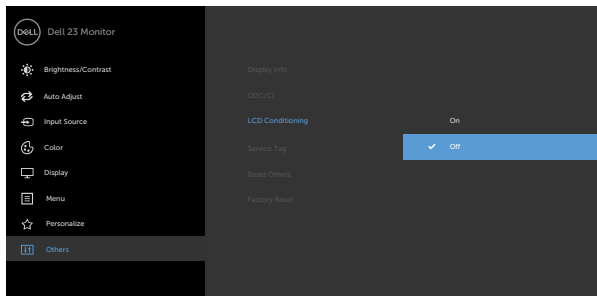 DELL
Dell 23 Monitor
Brightness/Contrast
Auto Adjust
Input Source
Color
Display
Menu
Personalize
Others
Display Info
DDC/CI
LCD Conditioning
Service Tag
Reset Others
Factory Reset
On
Off